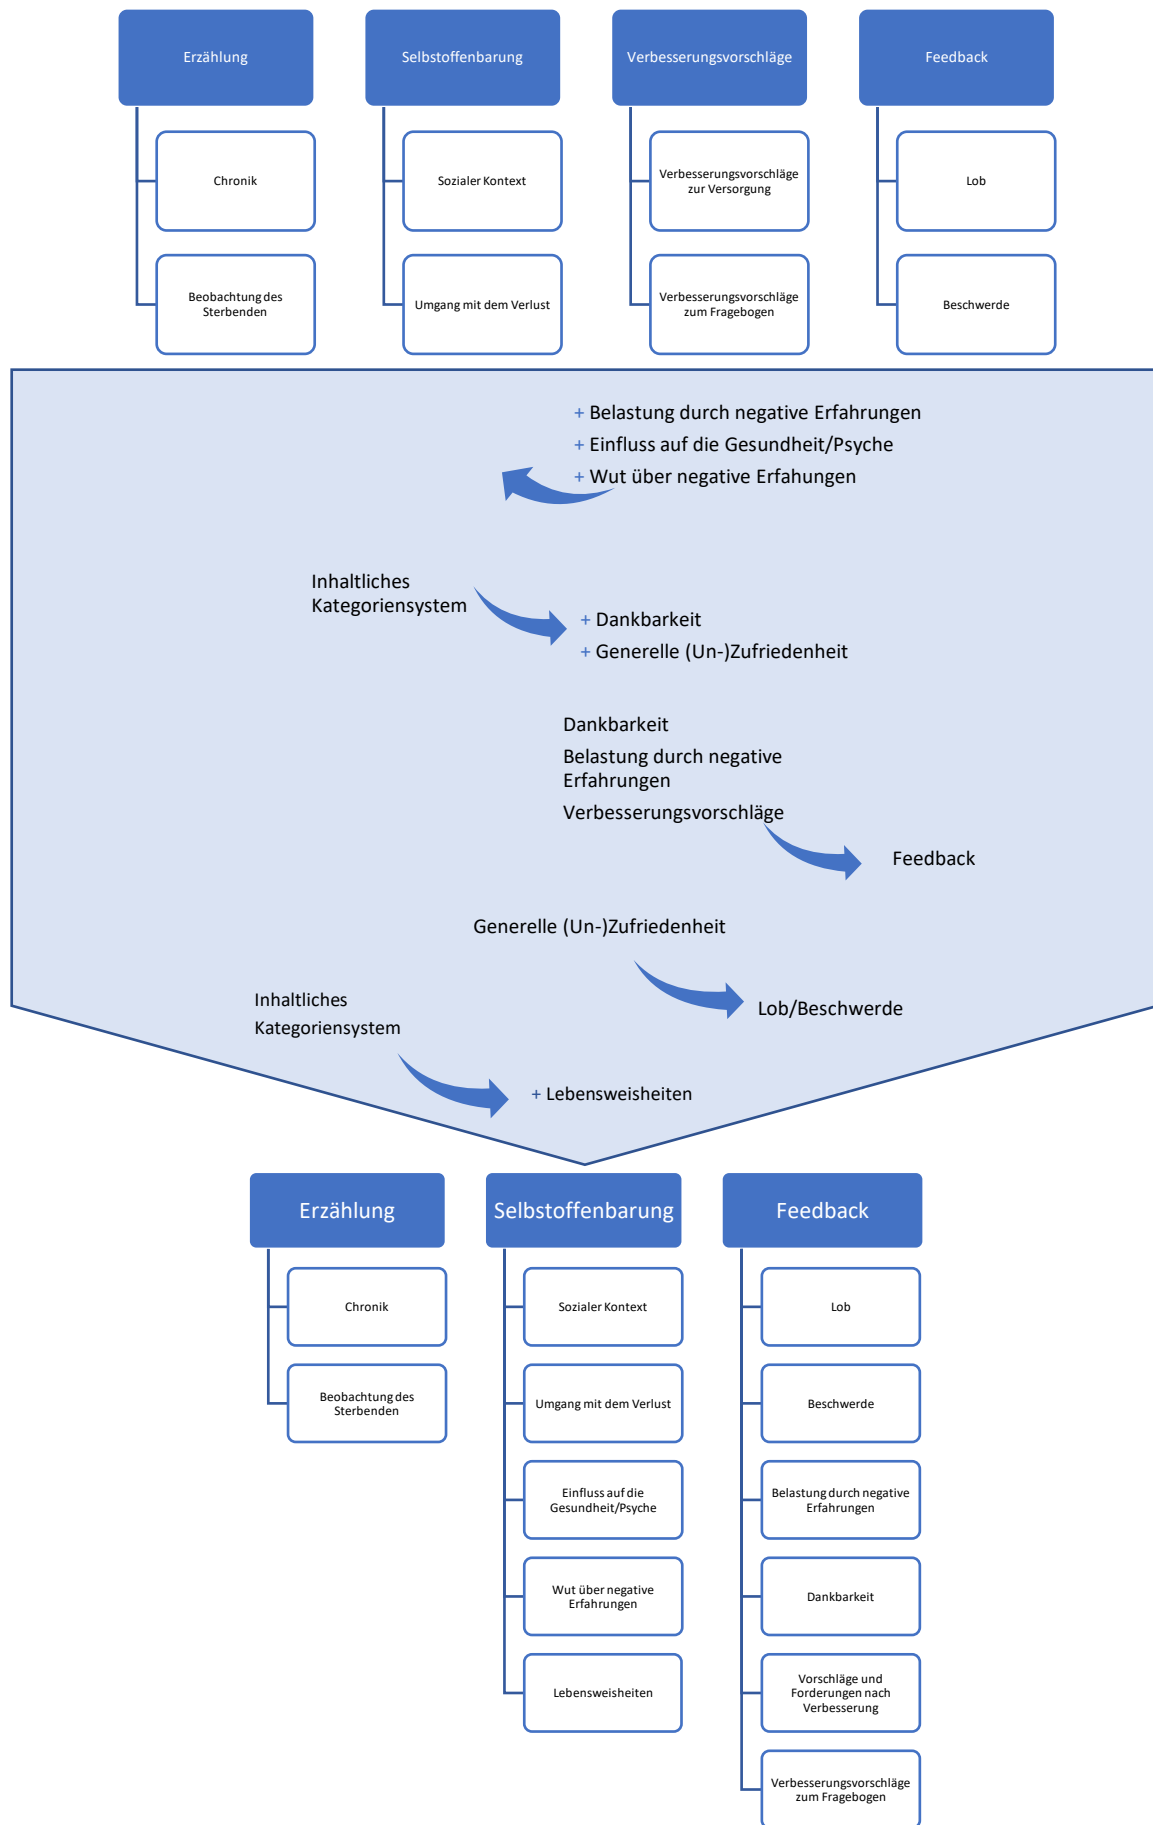 Erzählung
Selbstoffenbarung
Verbesserungsvorschläge
Feedback
Chronik
Sozialer Kontext
Verbesserungsvorschläge
zur Versorgung
Lob
Beobachtung des
Sterbenden
Umgang mit dem Verlust
Verbesserungsvorschläge
zum Fragebogen
Beschwerde
+ Belastung durch negative Erfahrungen
+ Einfluss auf die Gesundheit/Psyche
+ Wut über negative Erfahungen
Inhaltliches
Kategoriensystem
+ Dankbarkeit
+ Generelle (Un-)Zufriedenheit
Dankbarkeit
Belastung durch negative
Erfahrungen
Verbesserungsvorschläge
Feedback
Generelle (Un-)Zufriedenheit
Lob/Beschwerde
Inhaltliches
Kategoriensystem
+ Lebensweisheiten
Erzählung
Selbstoffenbarung
Feedback
Chronik
Sozialer Kontext
Lob
Beobachtung des
Sterbenden
Umgang mit dem Verlust
Beschwerde
Einfluss auf die
Gesundheit/Psyche
Belastung durch negative
Erfahrungen
Wut über negative
Erfahrungen
Dankbarkeit
Lebensweisheiten
Vorschläge und
Forderungen nach
Verbesserung
Verbesserungsvorschläge
zum Fragebogen